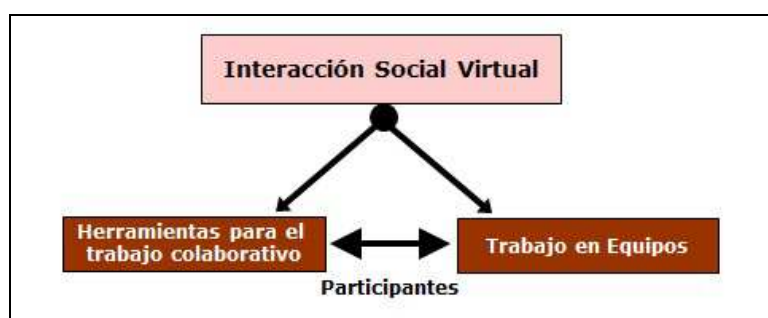 Interacción Social Virtual
Herramientas para el
trabajo colaborativo
Trabajo en Equipos
Participantes